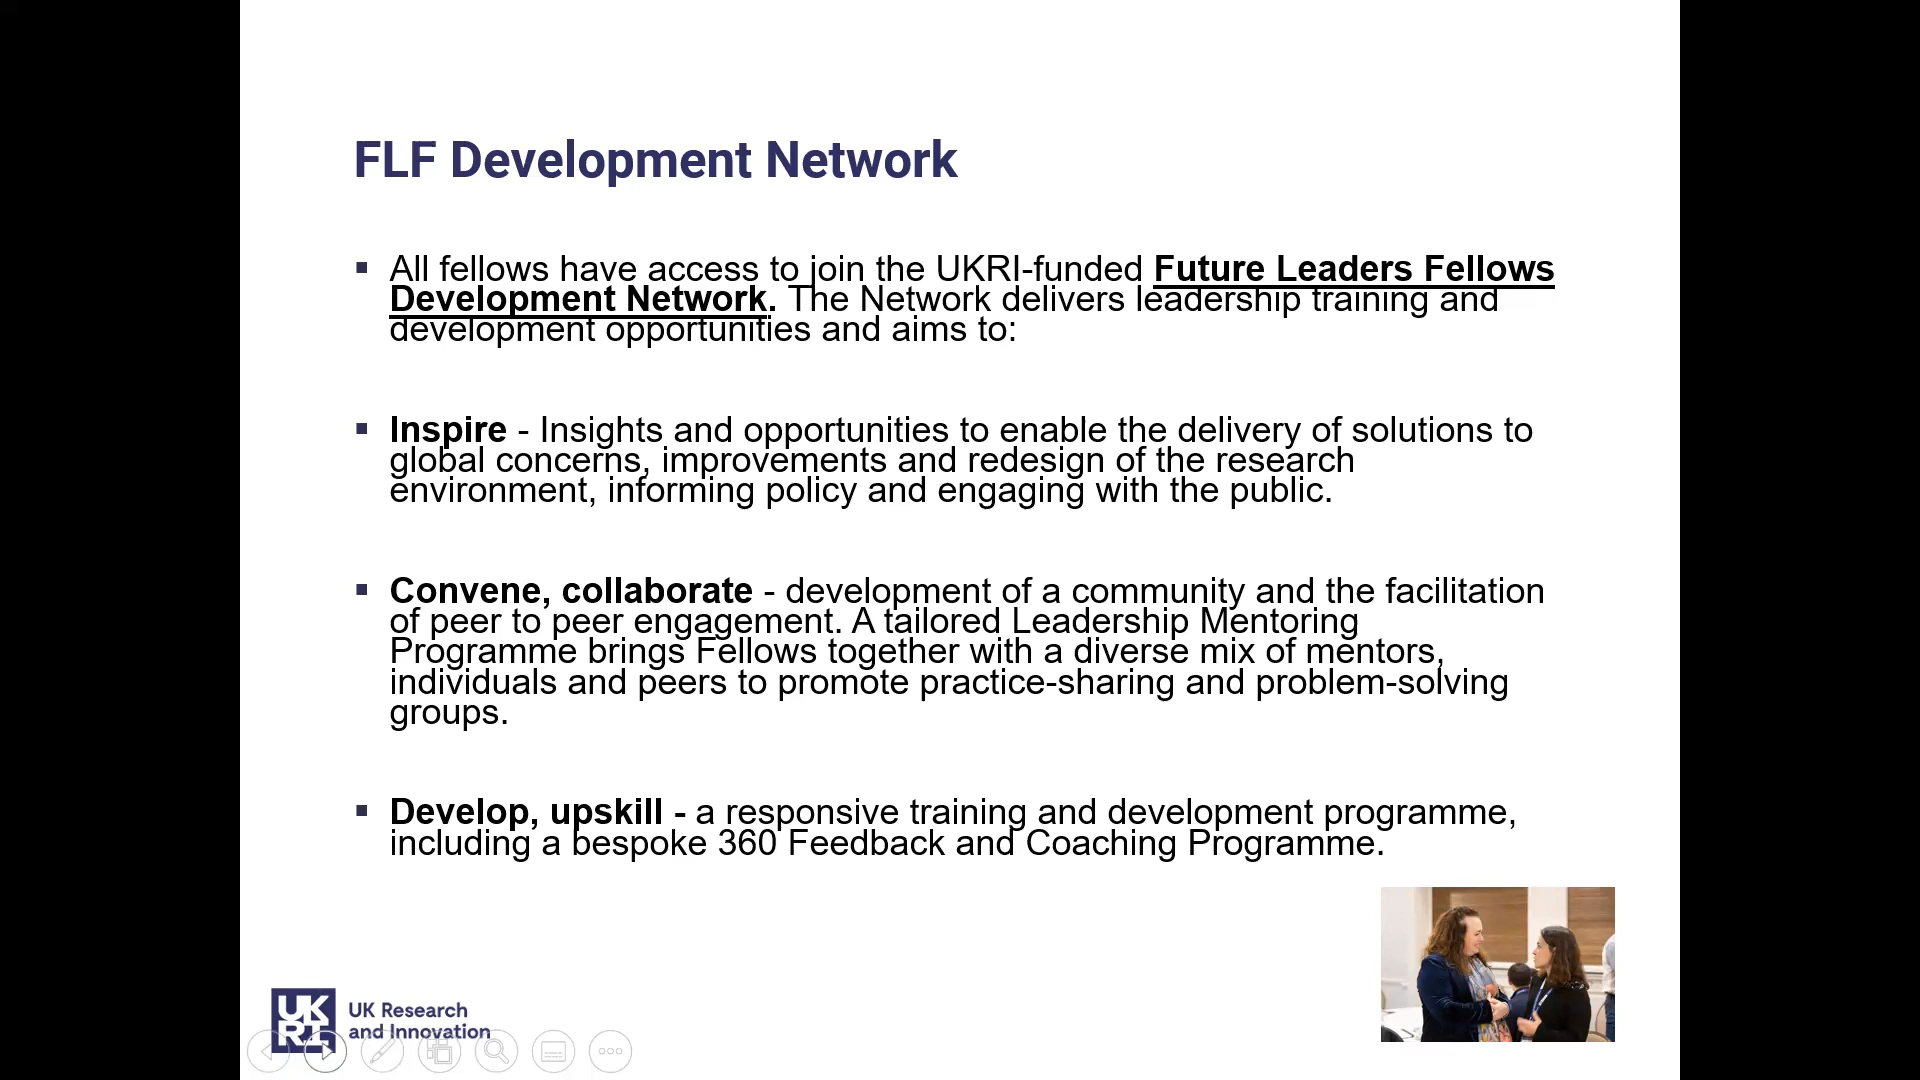 FLF Development Network
▪ All fellows have access to join the UKRI-funded Future Leaders Fellows
Development Network. The Network delivers leadership training and
development opportunities and aims to:
▪ Inspire - Insights and opportunities to enable the delivery of solutions to
global concerns, improvements and redesign of the research
environment, informing policy and engaging with the public.
▪ Convene, collaborate - development of a community and the facilitation
of peer to peer engagement. A tailored Leadership Mentoring
Programme brings Fellows together with a diverse mix of mentors,
individuals and peers to promote practice-sharing and problem-solving
groups.
▪ Develop, upskill - a responsive training and development programme,
including a bespoke 360 Feedback and Coaching Programme.
UK
RI
UK Research
and Innovation